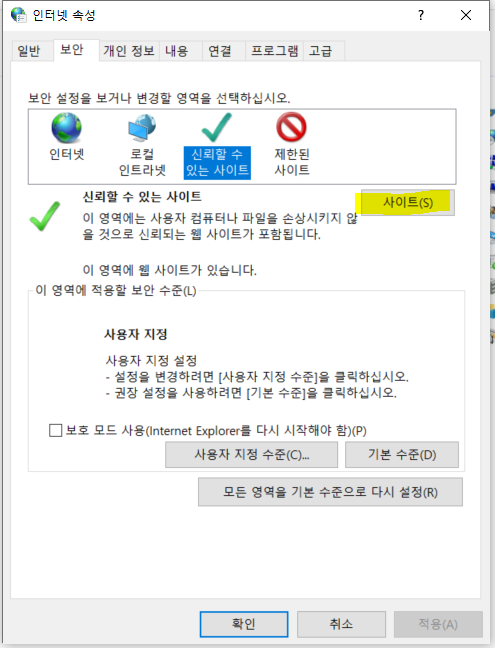 인터넷 속성
?
일반 보안 개인 정보 내용 연결 프로그램 고급
보안 설정을 보거나 변경할 영역을 선택하십시오.
인터넷
로컬
인트라넷
신뢰할 수
있는 사이트
제한된
사이트
신뢰할 수 있는 사이트
사이트(S)
이 영역에는 사용자 컴퓨터나 파일을 손상시키지 않
을 것으로 신뢰되는 웹 사이트가 포함됩니다.
이 영역에 웹 사이트가 있습니다.
이 영역에 적용할 보안 수준(L)
사용자 지정
사용자 지정 설정
- 설정을 변경하려면 [사용자 지정 수준]을 클릭하십시오.
- 권장 설정을 사용하려면 [기본 수준]을 클릭하십시오.
보호 모드 사용(Internet Explorer를 다시 시작해야 함)(P)
사용자 지정 수준(C)... 기본 수준(D)
모든 영역을 기본 수준으로 다시 설정(R)
확인 취소 적용(A)